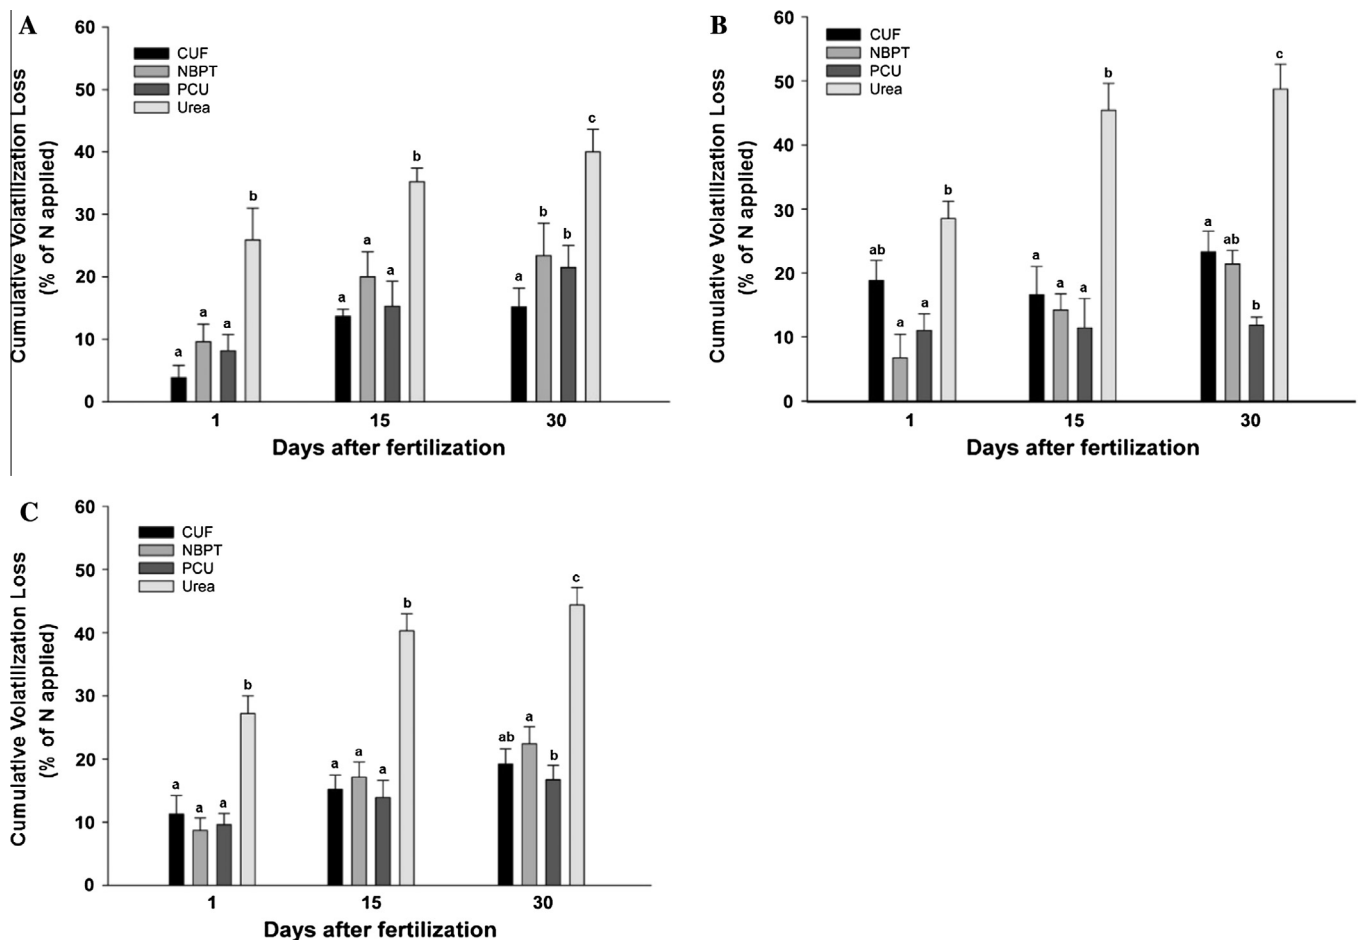 A
60
50
40
30
20
10
0
Cumulative Volatilization Loss
(% of N applied)
CUF
NBPT
PCU
Urea
a
a
a
b
a
a
a
b
a
b
b
c
1
15
30
Days after fertilization
B
60
50
40
30
20
10
0
Cumulative Volatilization Loss
(% of N applied)
CUF
NBPT
PCU
Urea
ab
a
a
b
a
a
a
b
a
ab
b
c
1
15
30
Days after fertilization
C
60
50
40
30
20
10
0
Cumulative Volatilization Loss
(% of N applied)
CUF
NBPT
PCU
Urea
a
a
a
b
a
a
a
b
ab
a
b
c
1
15
30
Days after fertilization